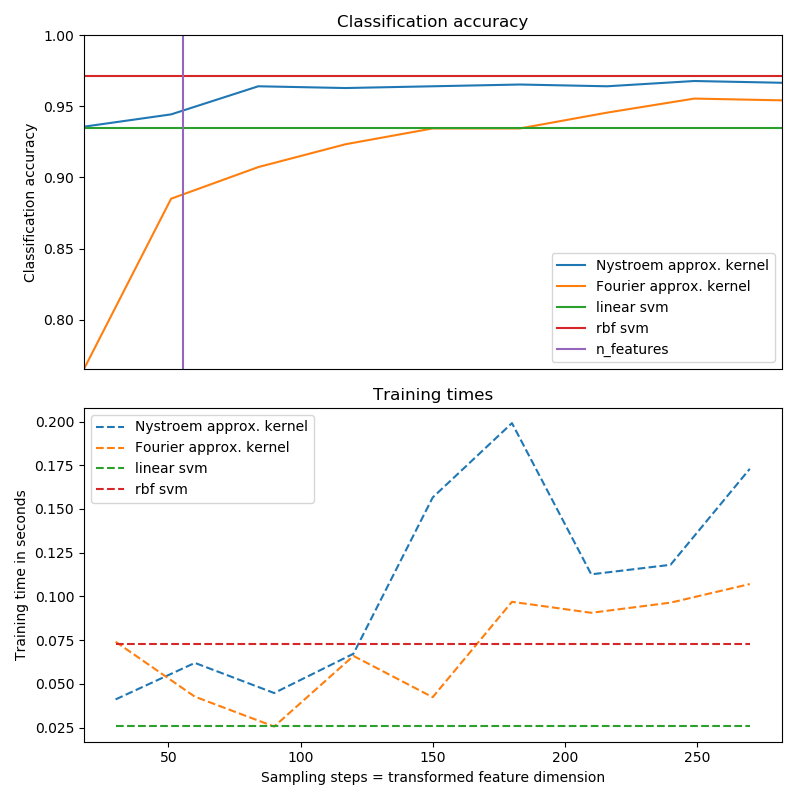 Classification accuracy
1.00
0.95
0.90
0.85
0.80
Classification accuracy
Nystroem approx. kernel
Fourier approx. kernel
linear svm
rbf svm
n_features
Training times
0.200
0.175
0.150
0.125
0.100
0.075
0.050
0.025
Training time in seconds
Nystroem approx. kernel
Fourier approx. kernel
linear svm
rbf svm
50 100 150 200 250
Sampling steps = transformed feature dimension